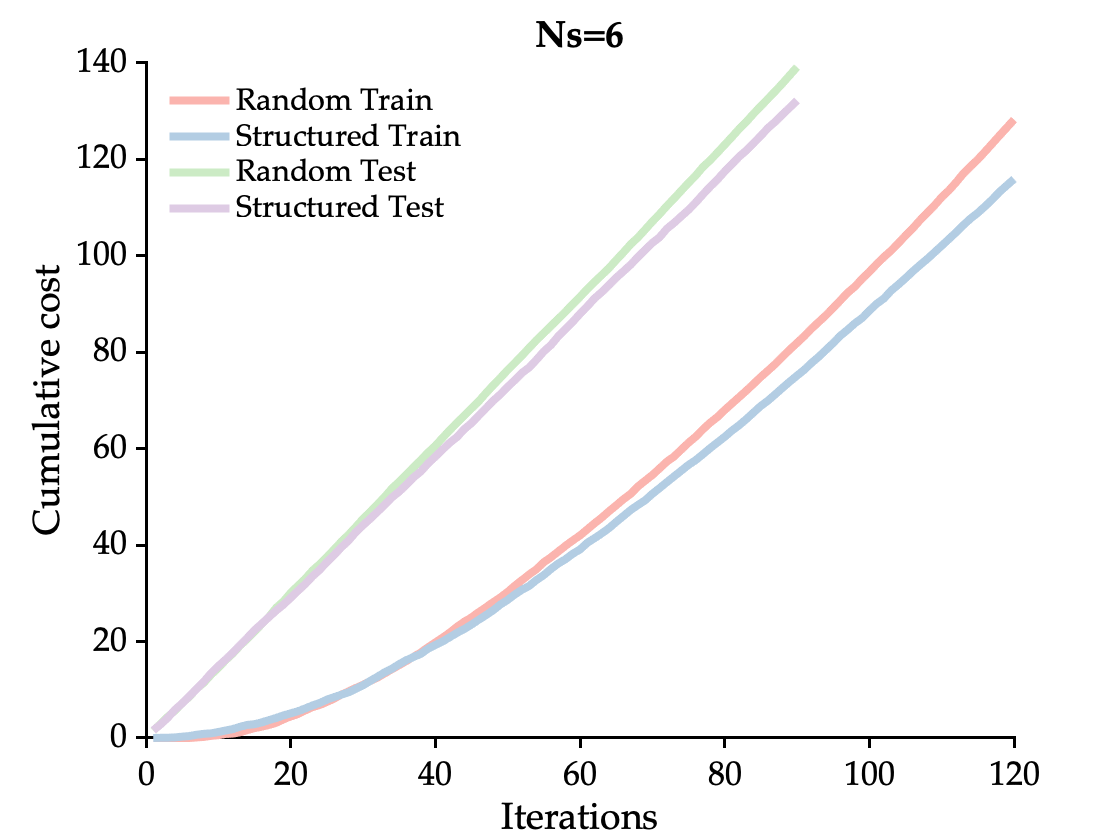 Ns=6
140
120
100
80
60
40
20
0
Cumulative cost
Random Train
Structured Train
Random Test
Structured Test
0 20 40 60 80 100 120
Iterations